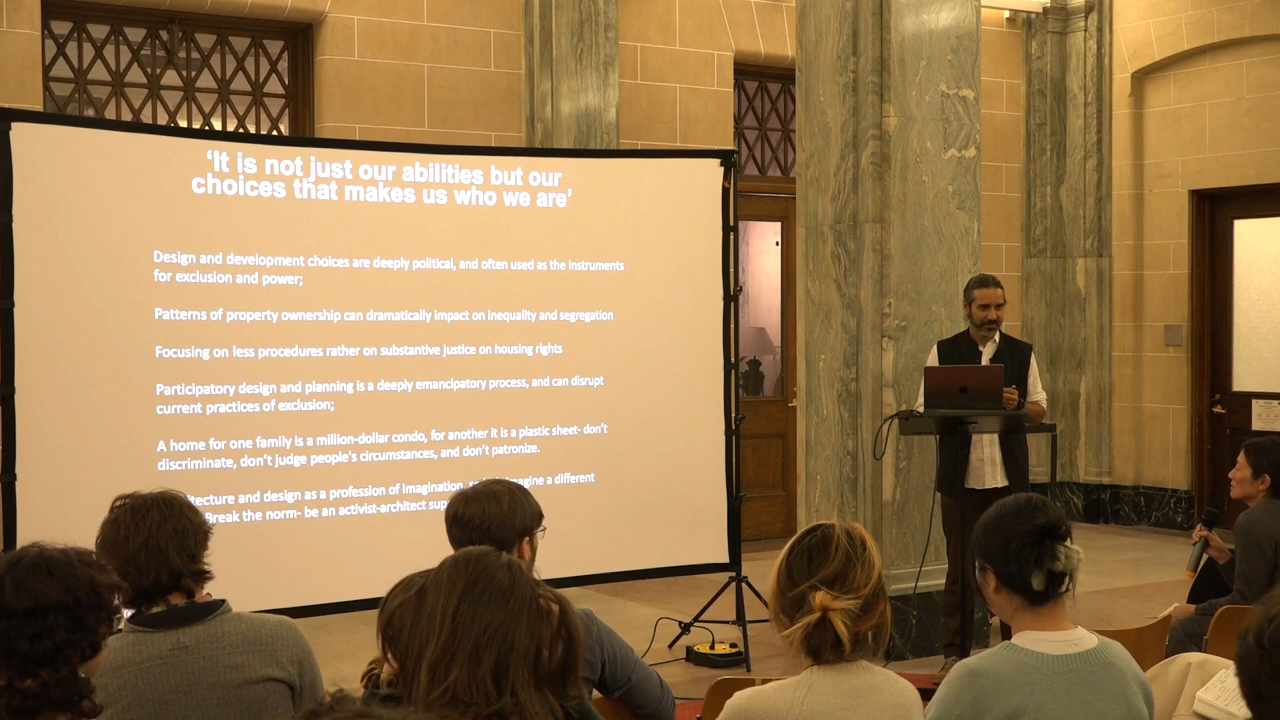 ‘It is not just our abilities but our
choices that makes us who we are’
Design and development choices are deeply political, and often used as the instruments
for exclusion and power;
Patterns of property ownership can dramatically impact on inequality and segregation
Focusing on less procedures rather on substantive justice on housing rights
Participatory design and planning is a deeply emancipatory process, and can disrupt
current practices of exclusion;
A home for one family is a million-dollar condo, for another it is a plastic sheet- don’t
discriminate, don’t judge people's circumstances, and don’t patronize.
and design as a profession of imagination, a different
Break the norm- be an activist-architect